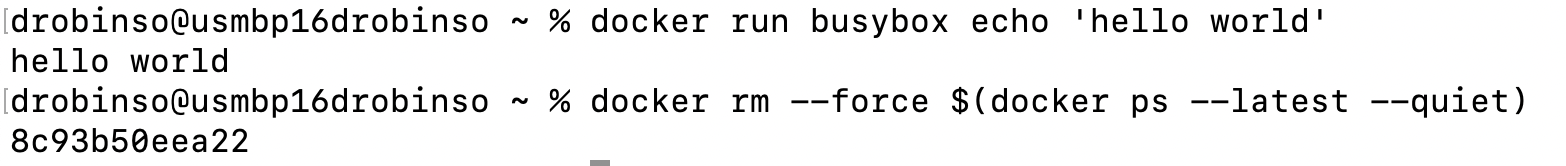 [drobinso@usmbp16drobinso ~ % docker run busybox echo 'hello world'
hello world
[drobinso@usmbp16drobinso ~ % docker rm --force $(docker ps --latest --quiet)
8c93b50eea22